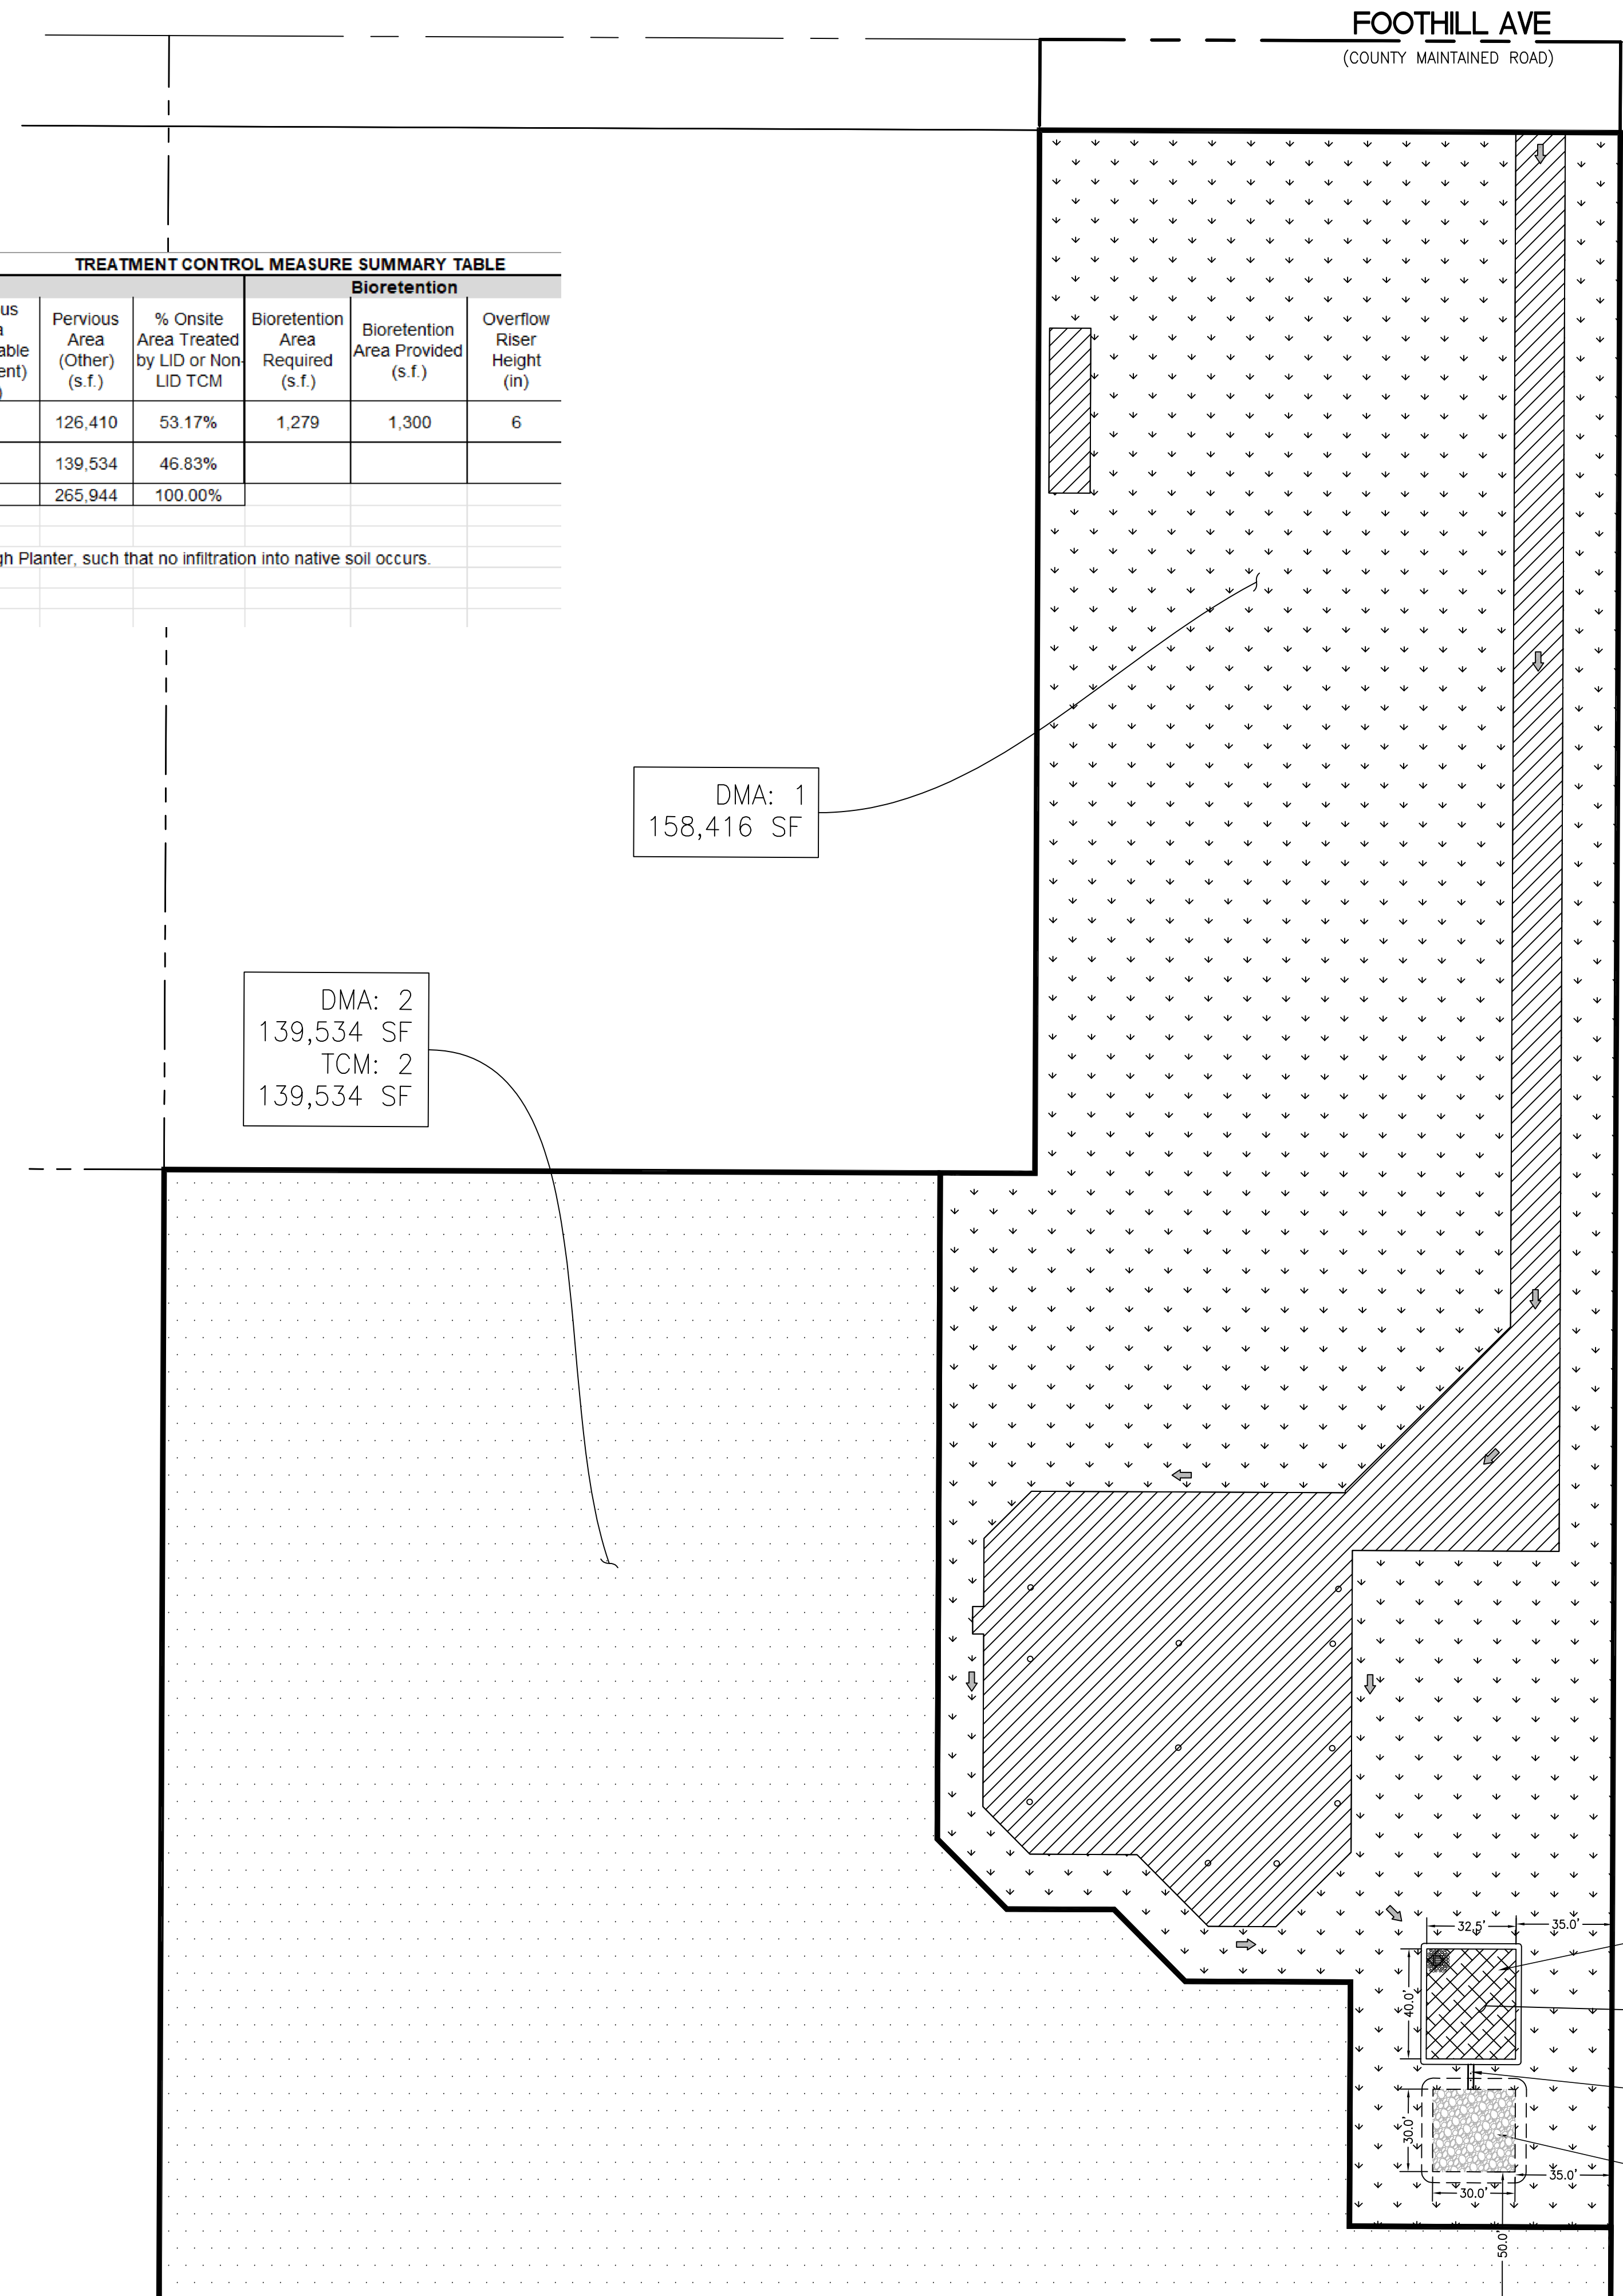 FOOTHILL AVE
(COUNTY MAINTAINED ROAD)
TREATMENT CONTROL MEASURE SUMMARY TABLE
Bioretention
Pervious Area (Other) (s.f.)
% Onsite Area Treated by LID or Non-LID TCM
Bioretention Area Required (s.f.)
Bioretention Area Provided (s.f.)
Overflow Riser Height (in)
126,410 53.17% 1,279 1,300 6
139,534 46.83%
265,944 100.00%
Planter, such that no infiltration into native soil occurs.
DMA: 1
158,416 SF
DMA: 2
139,534 SF
TCM: 2
139,534 SF
32.5'
35.0'
40.0'
30.0'
35.0'
30.0'
50.0'